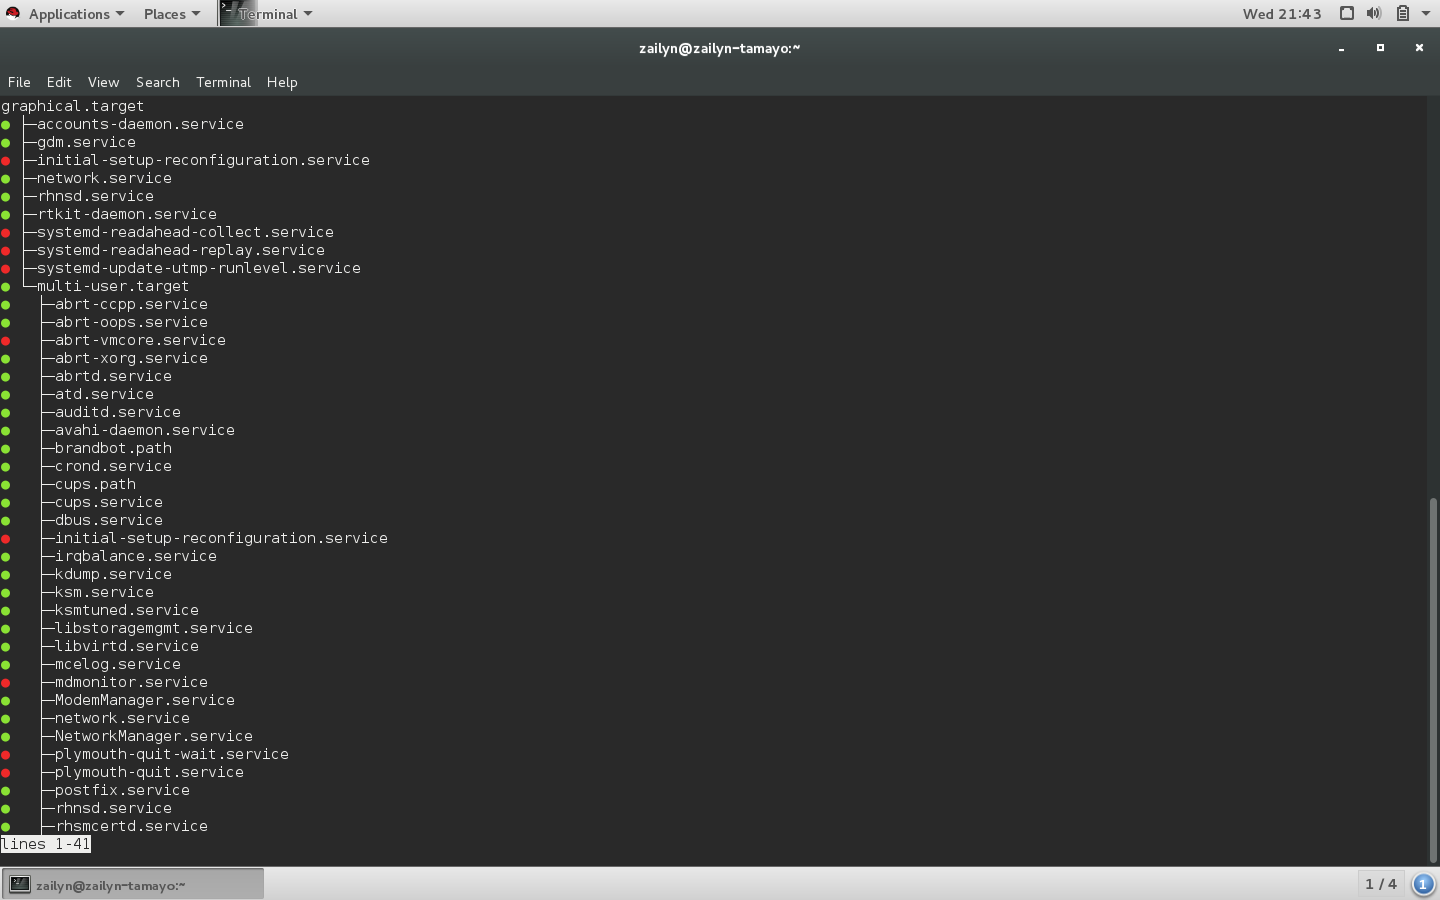 Applications Places Terminal Wed 21:43
zailyn@zailyn-tamayo:~
File Edit View Search Terminal Help
graphical.target
● ├─accounts-daemon.service
● ├─gdm.service
● ├─initial-setup-reconfiguration.service
● ├─network.service
● ├─rhnsd.service
● ├─rtkit-daemon.service
● ├─systemd-readahead-collect.service
● ├─systemd-readahead-replay.service
● ├─systemd-update-utmp-runlevel.service
● └─multi-user.target
●   ├─abrt-ccpp.service
●   ├─abrt-oops.service
●   ├─abrt-vmcore.service
●   ├─abrt-xorg.service
●   ├─abrtd.service
●   ├─atd.service
●   ├─auditd.service
●   ├─avahi-daemon.service
●   ├─brandbot.path
●   ├─crond.service
●   ├─cups.path
●   ├─cups.service
●   ├─dbus.service
●   ├─initial-setup-reconfiguration.service
●   ├─irqbalance.service
●   ├─kdump.service
●   ├─ksm.service
●   ├─ksmtuned.service
●   ├─libstoragemgmt.service
●   ├─libvirtd.service
●   ├─mcelog.service
●   ├─mdmonitor.service
●   ├─ModemManager.service
●   ├─network.service
●   ├─NetworkManager.service
●   ├─plymouth-quit-wait.service
●   ├─plymouth-quit.service
●   ├─postfix.service
●   ├─rhnsd.service
●   ├─rhsmcertd.service
lines 1-41
zailyn@zailyn-tamayo:~ 1 / 4 1